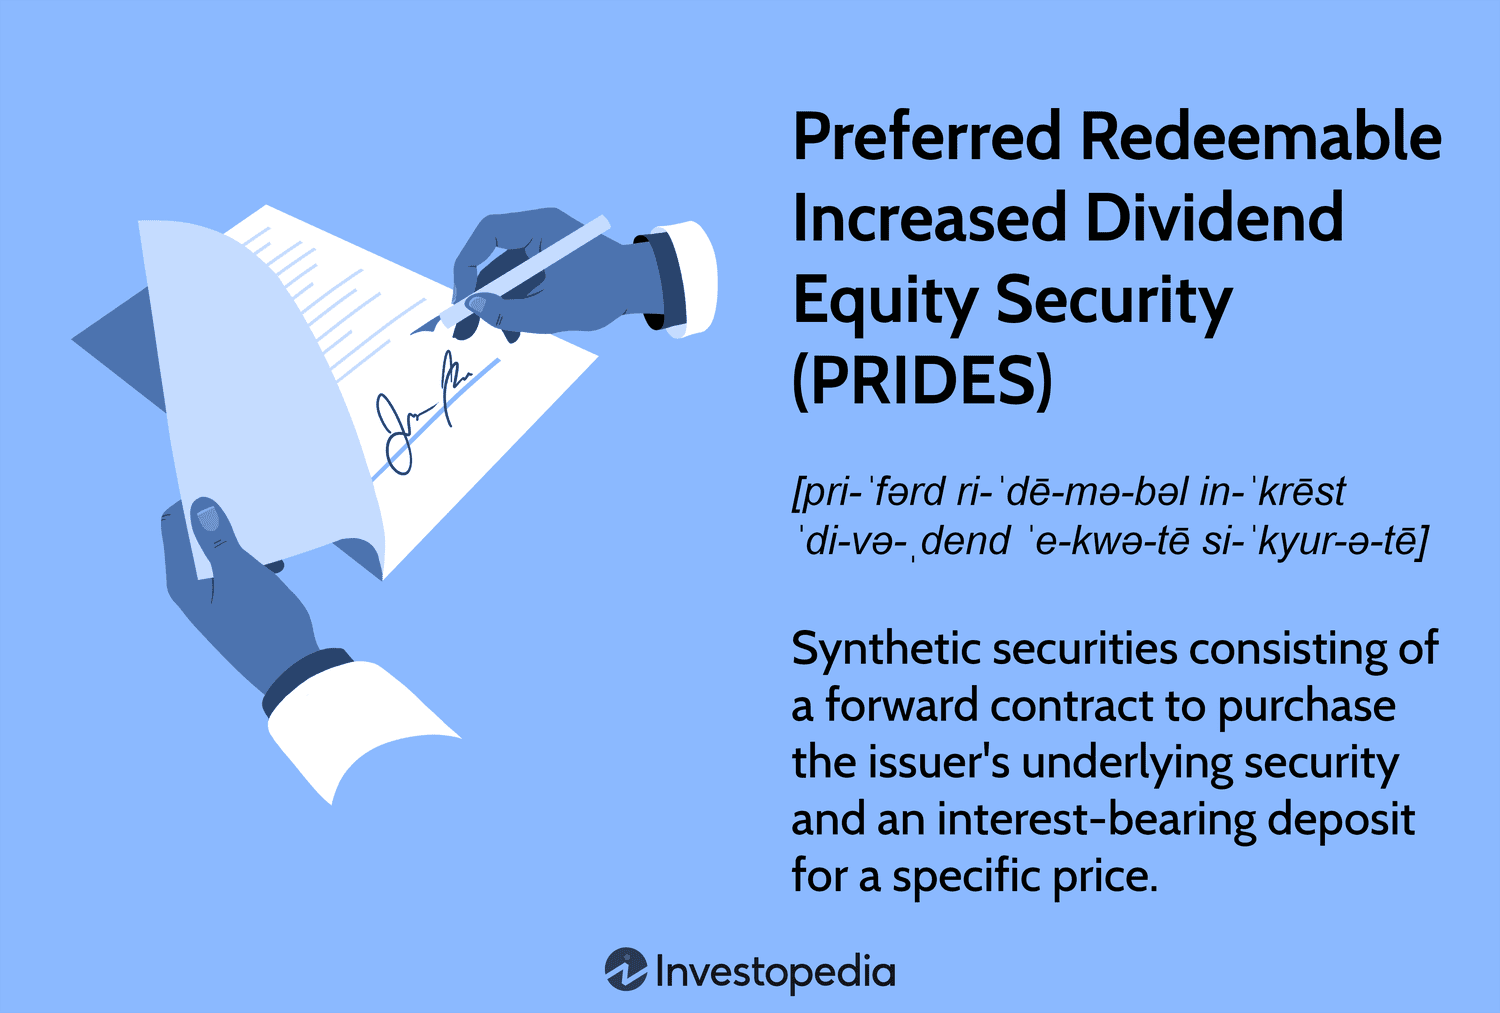 Preferred Redeemable
Increased Dividend
Equity Security
(PRIDES)
[pri-ˈfərd ri-ˈdē-mə-bəl in-ˈkrēst
ˈdi-və-ˌdend ˈe-kwə-tē si-ˈkyur-ə-tē]
Synthetic securities consisting of
a forward contract to purchase
the issuer's underlying security
and an interest-bearing deposit
for a specific price.
Investopedia